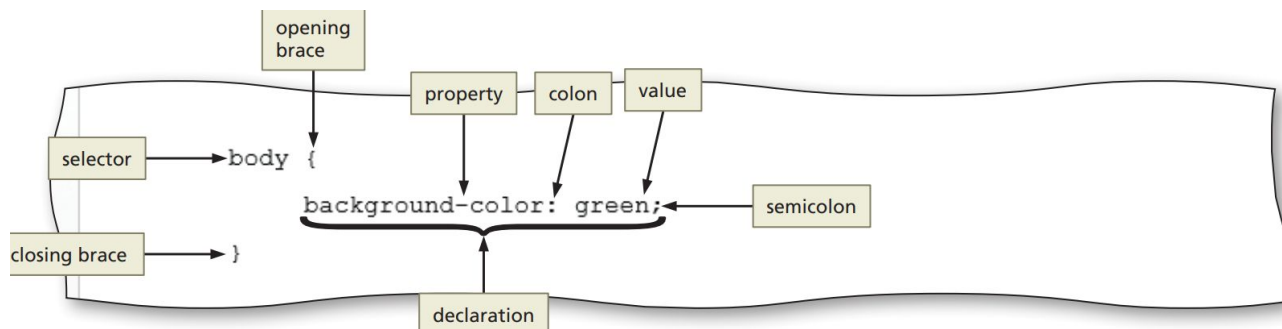 opening
brace
property
colon
value
selector
body {
background-color: green;
semicolon
closing brace
}
declaration